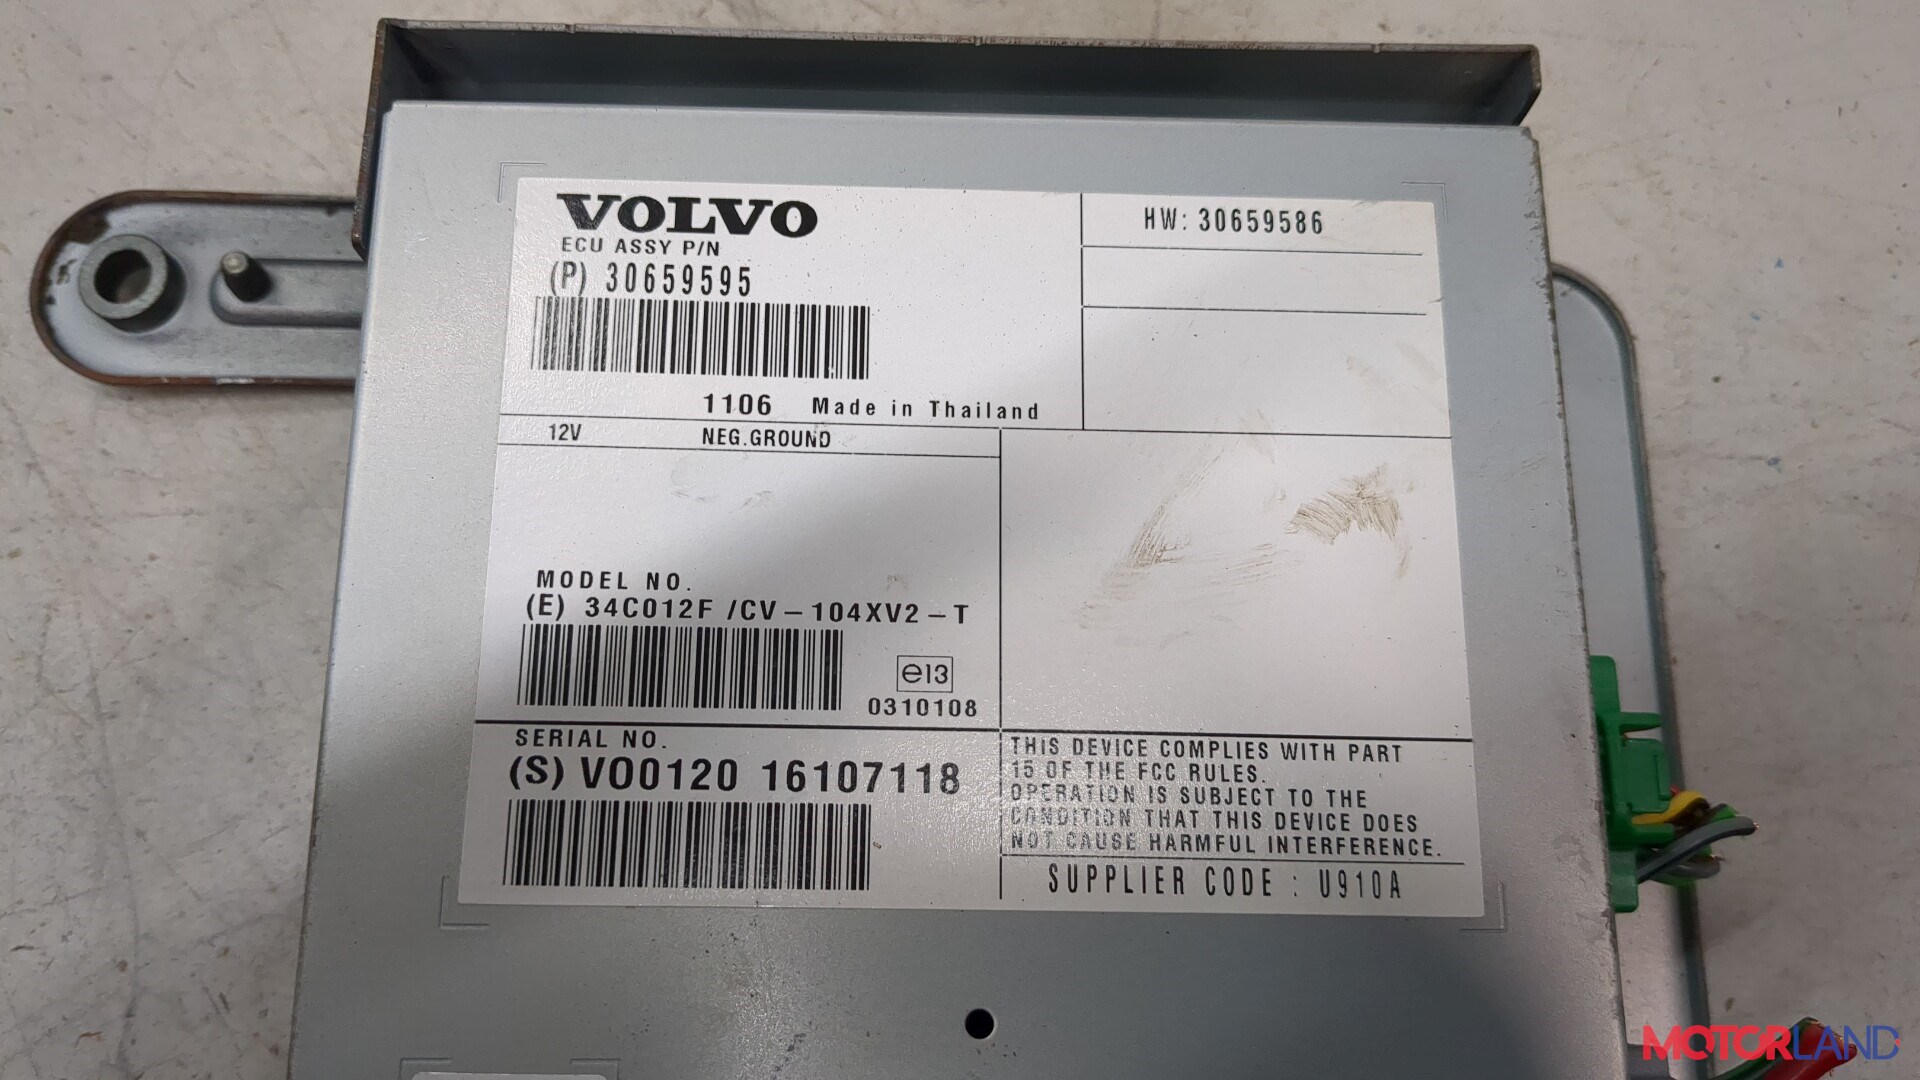 VOLVO
ECU ASSY P/N
(P) 30659595
1106 Made in Thailand
HW: 30659586
12V NEG.GROUND
MODEL NO.
(E) 34C012F /CV-104XV2-T
e13
0310108
SERIAL NO.
(S) VO0120 16107118
THIS DEVICE COMPLIES WITH PART
15 OF THE FCC RULES.
OPERATION IS SUBJECT TO THE
CONDITION THAT THIS DEVICE DOES
NOT CAUSE HARMFUL INTERFERENCE.
SUPPLIER CODE : U910A
MOTORLAND